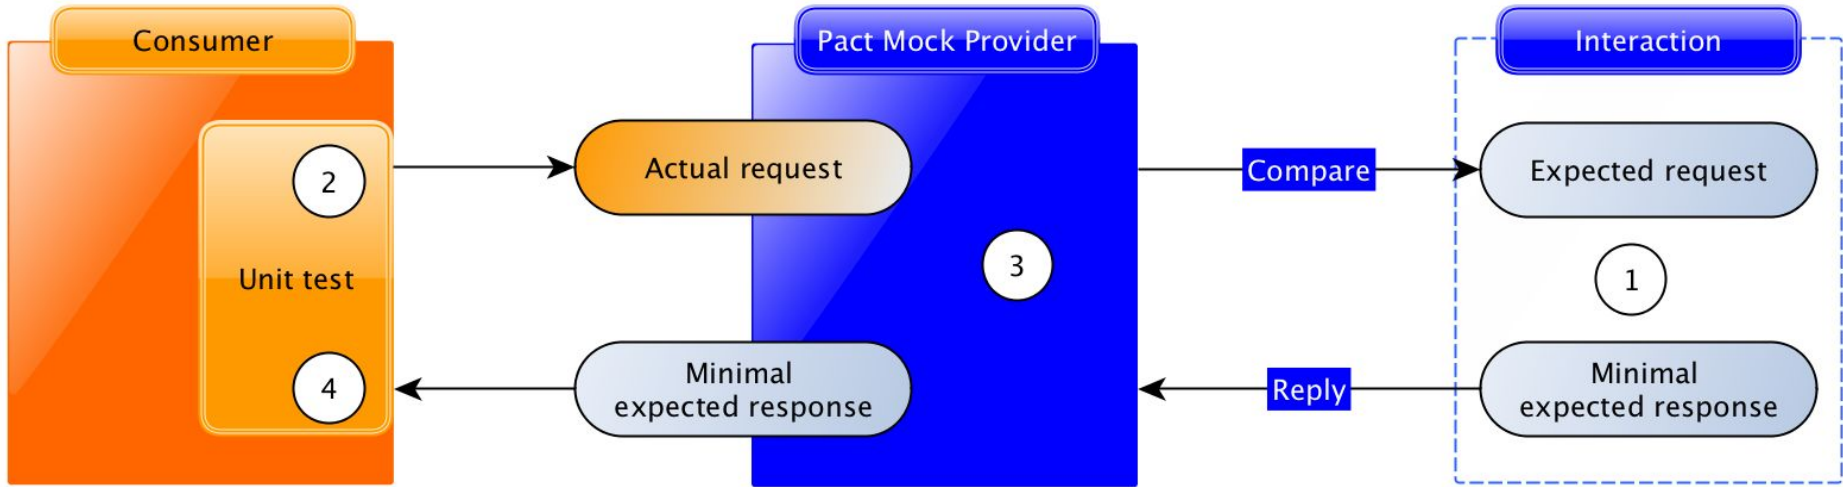 Consumer
Pact Mock Provider
Interaction
2
Actual request
Compare
Expected request
Unit test
3
1
4
Minimal
expected response
Reply
Minimal
expected response